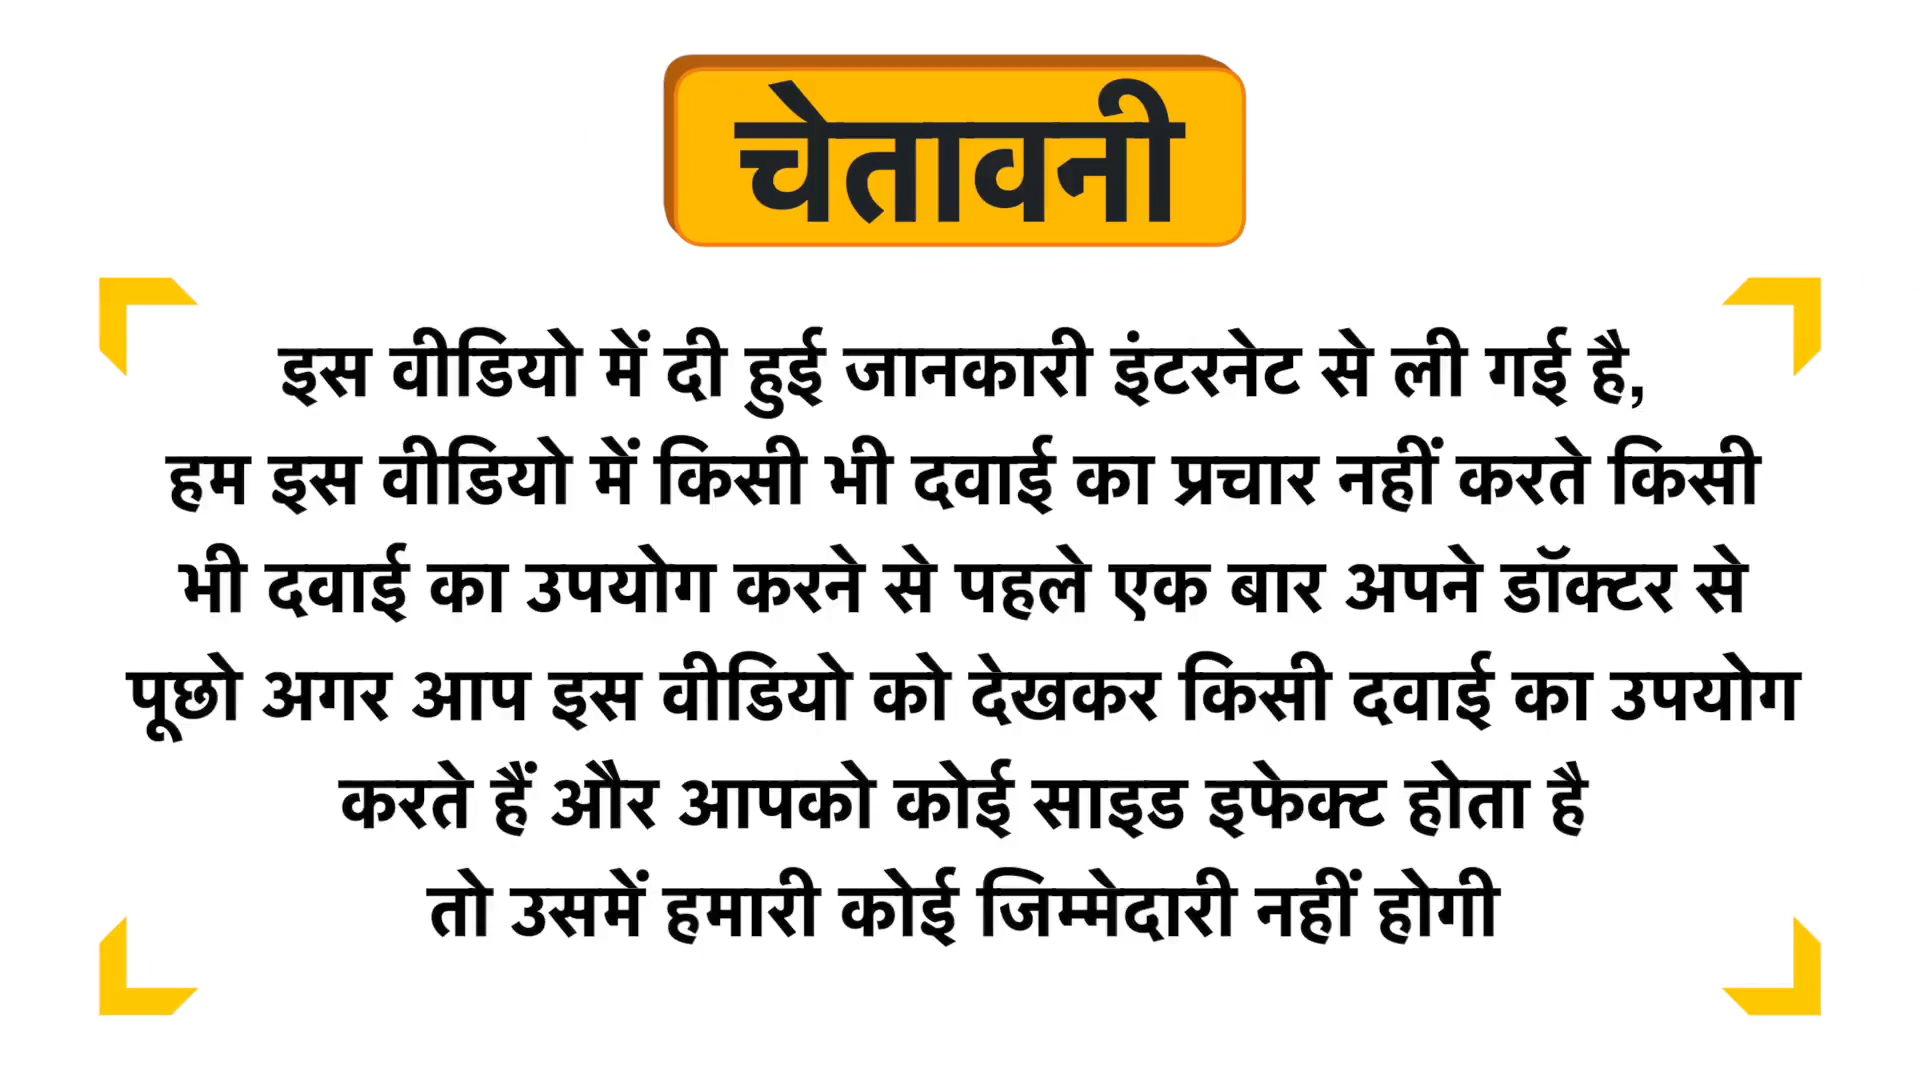 चेतावनी
इस वीडियो में दी हुई जानकारी इंटरनेट से ली गई है,
हम इस वीडियो में किसी भी दवाई का प्रचार नहीं करते किसी
भी दवाई का उपयोग करने से पहले एक बार अपने डॉक्टर से
पूछो अगर आप इस वीडियो को देखकर किसी दवाई का उपयोग
करते हैं और आपको कोई साइड इफेक्ट होता है
तो उसमें हमारी कोई जिम्मेदारी नहीं होगी